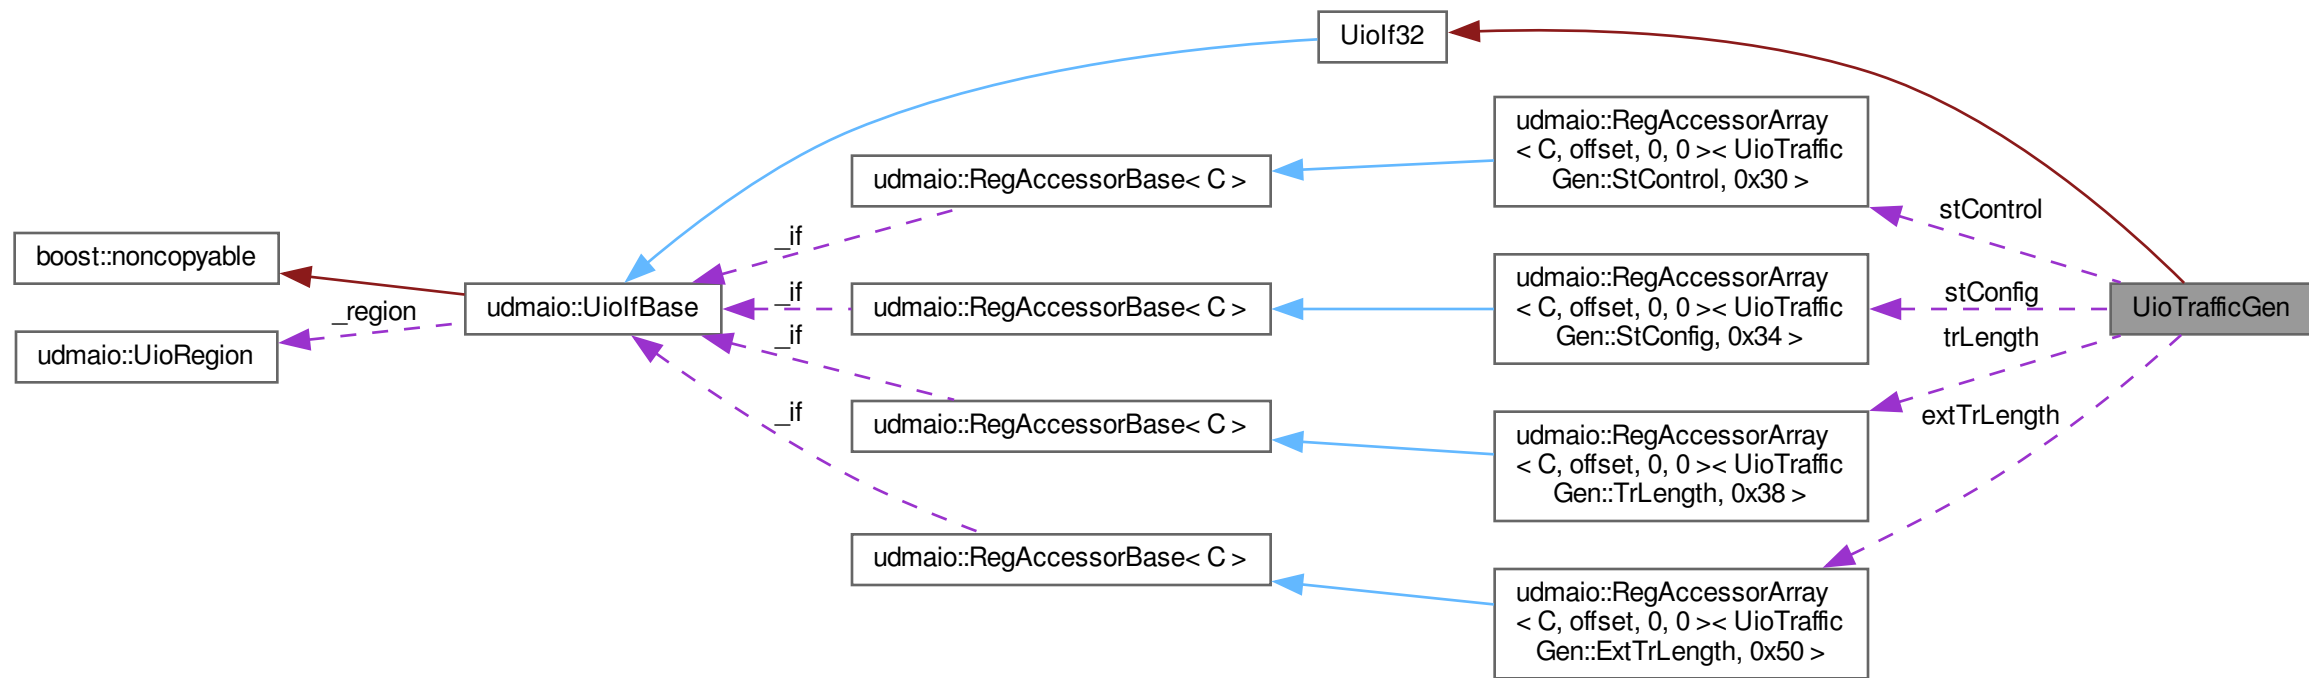 UioIf32
udmaio::RegAccessorArray
< C, offset, 0, 0 >< UioTraffic
Gen::StControl, 0x30 >
udmaio::RegAccessorBase< C >
stControl
_if
boost::noncopyable
udmaio::RegAccessorArray
< C, offset, 0, 0 >< UioTraffic
Gen::StConfig, 0x34 >
stConfig
_if
udmaio::RegAccessorBase< C >
udmaio::UioIfBase
UioTrafficGen
_region
_if
trLength
udmaio::UioRegion
_if
extTrLength
udmaio::RegAccessorBase< C >
udmaio::RegAccessorArray
< C, offset, 0, 0 >< UioTraffic
Gen::TrLength, 0x38 >
udmaio::RegAccessorBase< C >
udmaio::RegAccessorArray
< C, offset, 0, 0 >< UioTraffic
Gen::ExtTrLength, 0x50 >